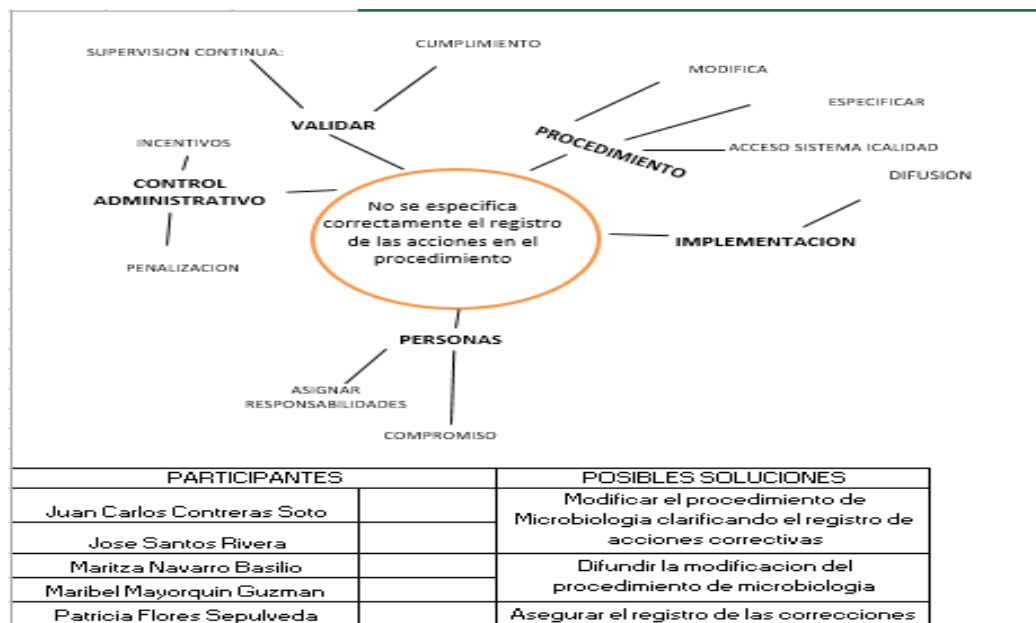 SUPERVISION CONTINUA:
CUMPLIMIENTO
MODIFICA
ESPECIFICAR
VALIDAR
PROCEDIMIENTO
INCENTIVOS
ACCESO SISTEMA ICALIDAD
DIFUSION
CONTROL
ADMINISTRATIVO
No se especifica
correctamente el registro
de las acciones en el
procedimiento
IMPLEMENTACION
PENALIZACION
PERSONAS
ASIGNAR
RESPONSABILIDADES
COMPROMISO
PARTICIPANTES
POSIBLES SOLUCIONES
Juan Carlos Contreras Soto
Jose Santos Rivera
Modificar el procedimiento de
Microbiologia clarificando el registro de
acciones correctivas
Maritza Navarro Basilio
Maribel Mayorquin Guzman
Difundir la modificacion del
procedimiento de microbiologia
Patricia Flores Sepulveda
Asegurar el registro de las correcciones